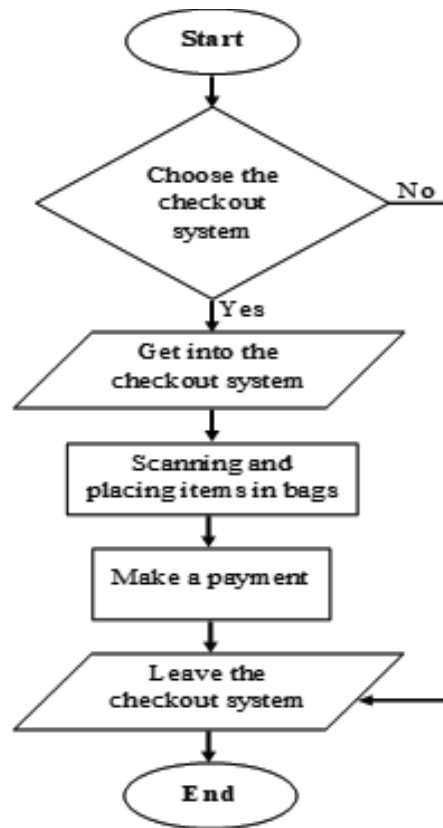 Start
Choose the
checkout
system
No
Yes
Get into the
checkout system
Scanning and
placing items in bags
Make a payment
Leave the
checkout system
End